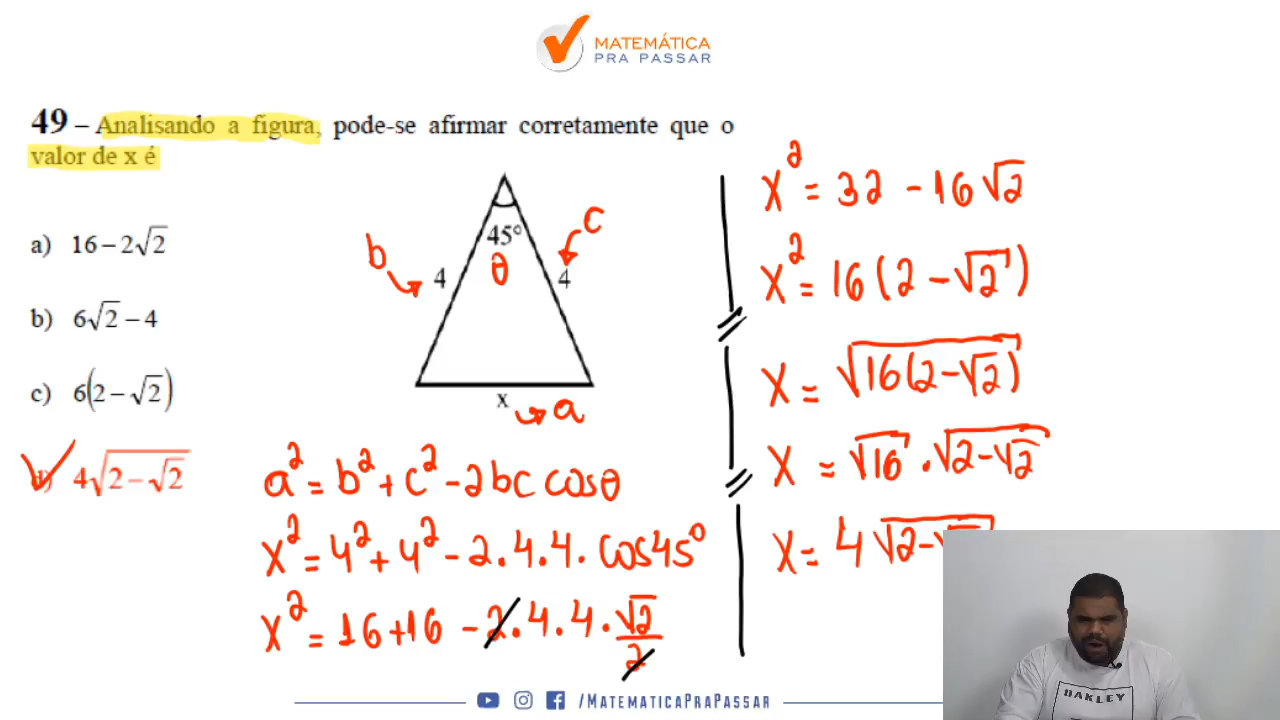 MATEMÁTICA
PRA PASSAR
49 – Analisando a figura, pode-se afirmar corretamente que o
valor de x é
a) 16 – 2√2
b) 6√2 – 4
c) 6(2 – √2)
d) 4√(2 – √2)
45°
θ
b
4
c
4
x → a
a² = b² + c² - 2bc cosθ
x² = 4² + 4² - 2.4.4. cos45°
x² = 16 + 16 - 2.4.4.√2/2
x² = 32 - 16√2
x² = 16(2 - √2)
x = √(16(2 - √2))
x = √16 . √(2 - √2)
x = 4√(2 - √
/MATEMATICAPRAPASSAR
OAKLEY